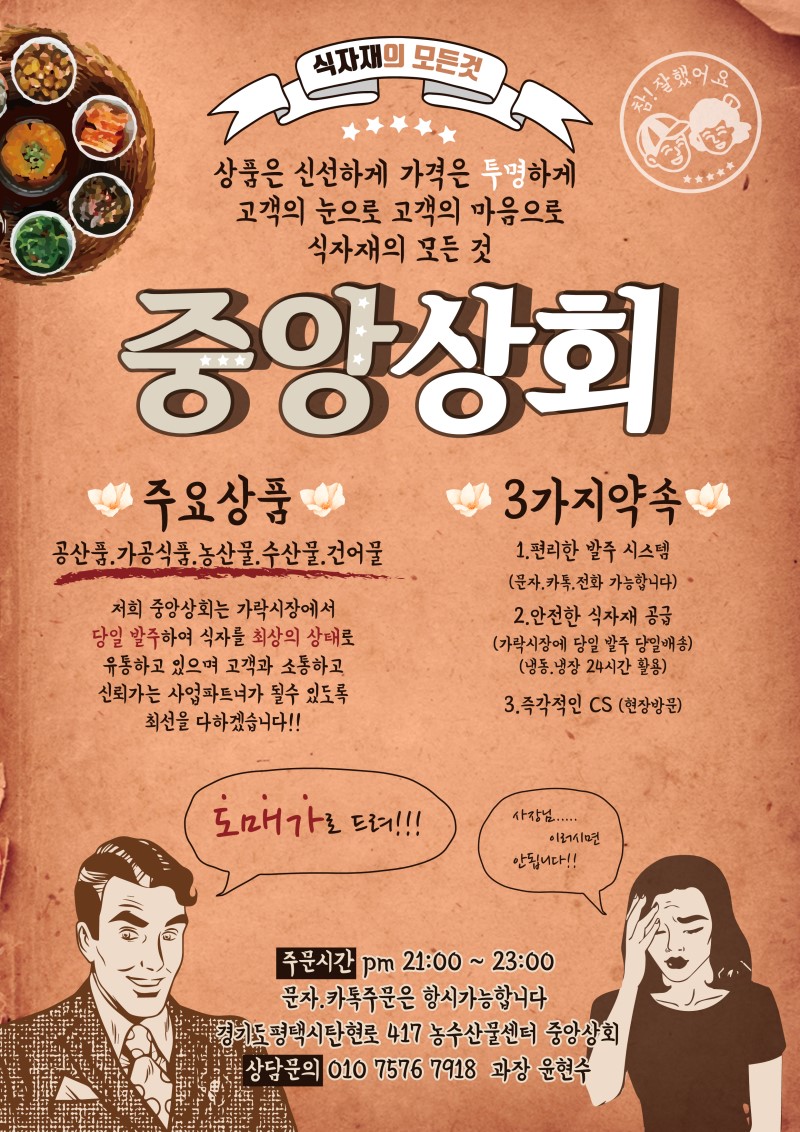 식자재의 모든것
참! 잘했어요
상품은 신선하게 가격은 투명하게
고객의 눈으로 고객의 마음으로
식자재의 모든 것
중앙상회
주요상품
공산품.가공식품.농산물.수산물.건어물
저희 중앙상회는 가락시장에서
당일 발주하여 식자를 최상의 상태로
유통하고 있으며 고객과 소통하고
신뢰가는 사업파트너가 될수 있도록
최선을 다하겠습니다!!
3가지약속
1.편리한 발주 시스템
(문자.카톡.전화 가능합니다)
2.안전한 식자재 공급
(가락시장에 당일 발주 당일배송)
(냉동.냉장 24시간 활용)
3.즉각적인 CS (현장방문)
도매가로 드려!!!
사장님.....
이러시면
안됩니다!!
주문시간 pm 21:00 ~ 23:00
문자.카톡주문은 항시가능합니다
경기도평택시탄현로 417 농수산물센터 중앙상회
상담문의 010 7576 7918 과장 윤현수